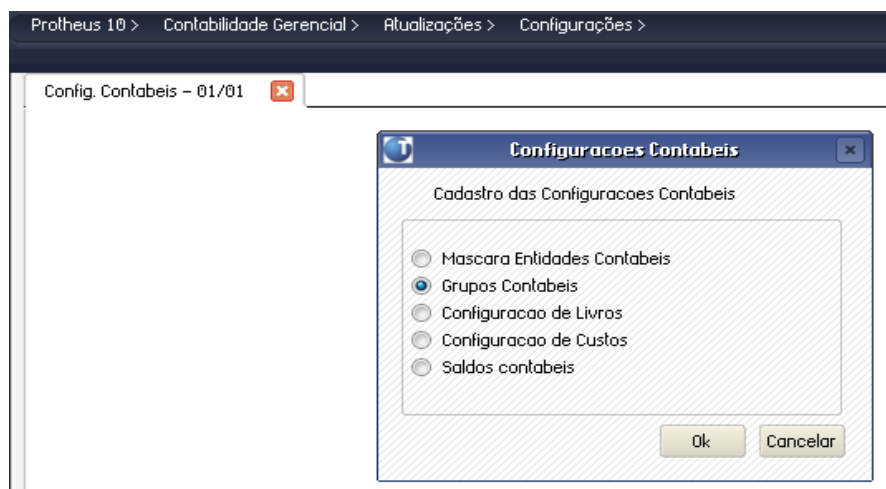 Protheus 10 > Contabilidade Gerencial > Atualizações > Configurações >
Config. Contabeis – 01/01
Configuracoes Contabeis
Cadastro das Configuracoes Contabeis
Mascara Entidades Contabeis
Grupos Contabeis
Configuracao de Livros
Configuracao de Custos
Saldos contabeis
Ok Cancelar